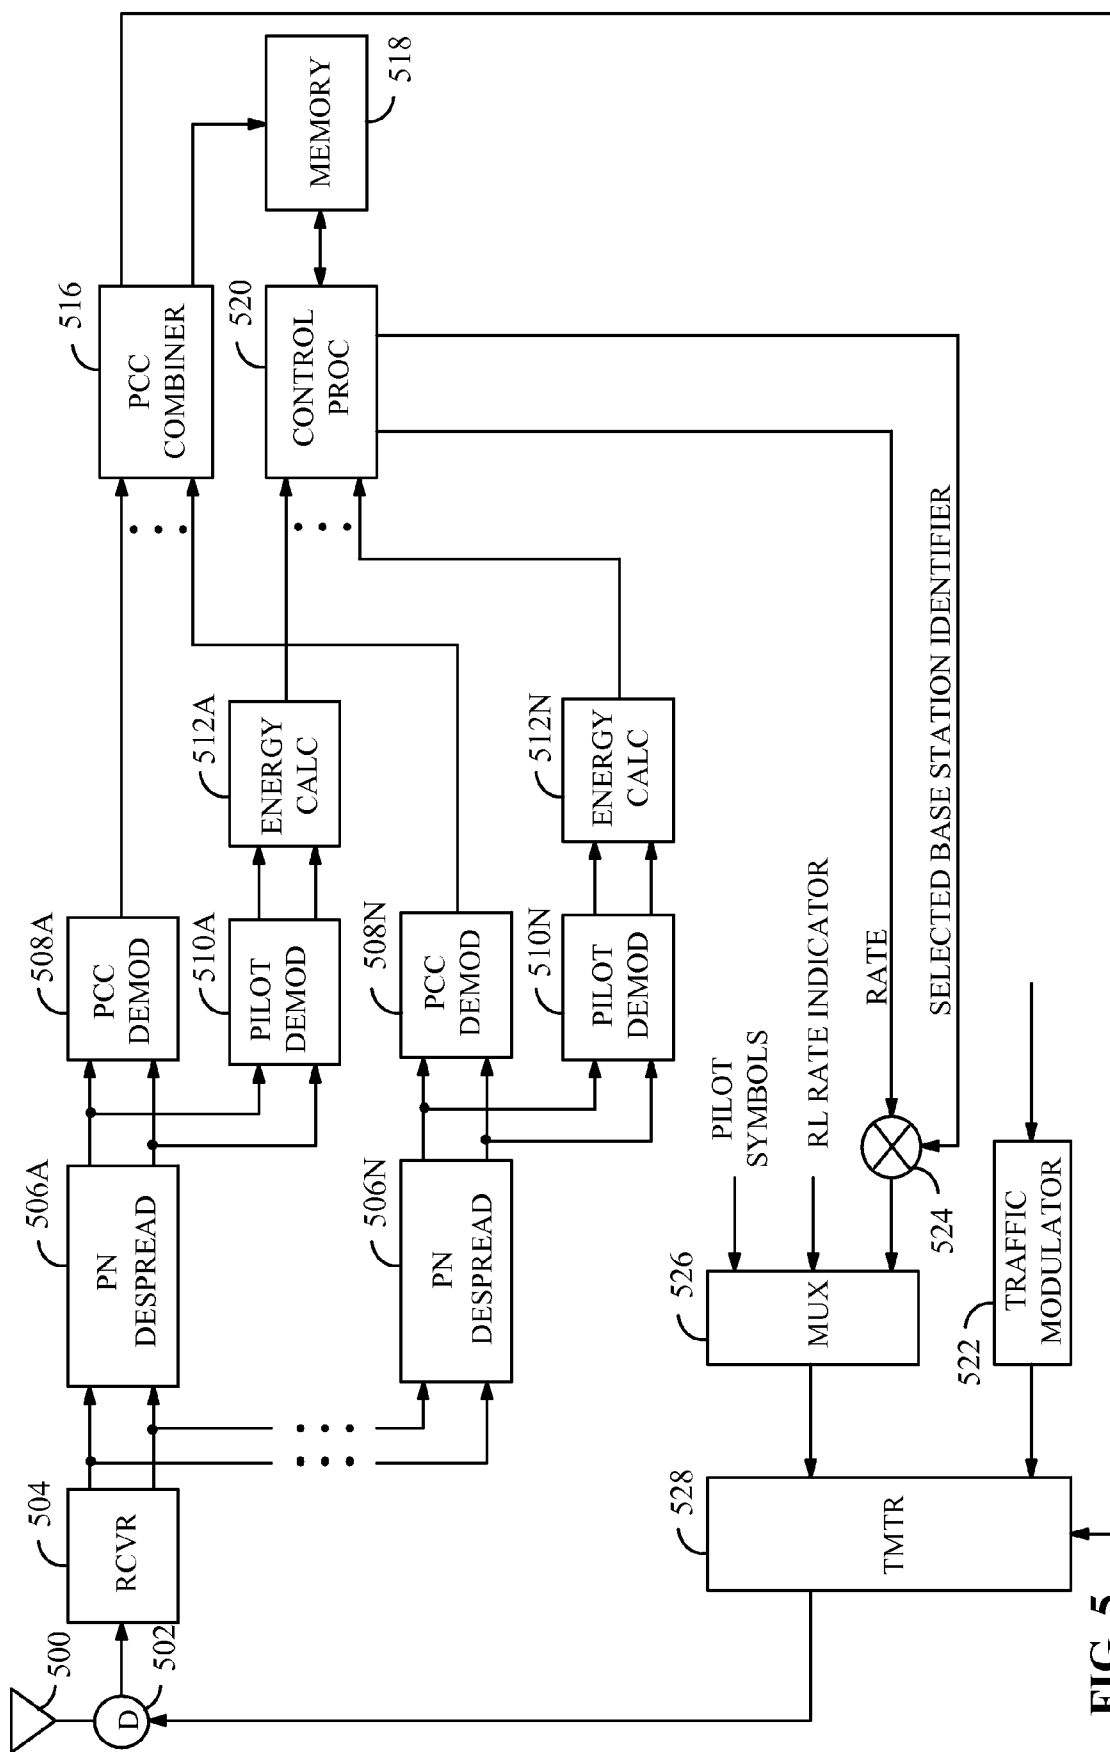 500
D
502
504
RCVR
506A
PN
DESPREAD
508A
PCC
DEMOD
510A
PILOT
DEMOD
512A
ENERGY
CALC
516
PCC
COMBINER
520
CONTROL
PROC
MEMORY
518
506N
PN
DESPREAD
508N
PCC
DEMOD
510N
PILOT
DEMOD
512N
ENERGY
CALC
PILOT
SYMBOLS
RL RATE INDICATOR
RATE
SELECTED BASE STATION IDENTIFIER
524
526
MUX
522
TRAFFIC
MODULATOR
528
TMTR
FIG. 5